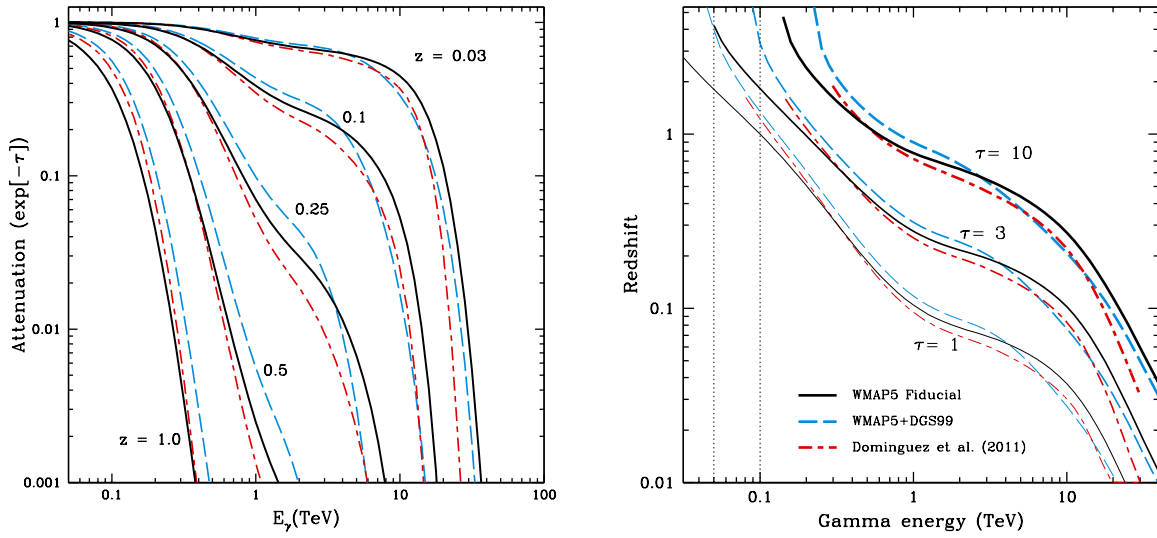 Attenuation (exp[-τ])
1
0.1
0.01
0.001
z = 0.03
0.1
0.25
0.5
z = 1.0
0.1
1
10
100
E_γ(TeV)
Redshift
1
0.1
0.01
τ= 10
τ= 3
τ= 1
WMAP5 Fiducial
WMAP5+DGS99
Dominguez et al. (2011)
0.1
1
10
Gamma energy (TeV)